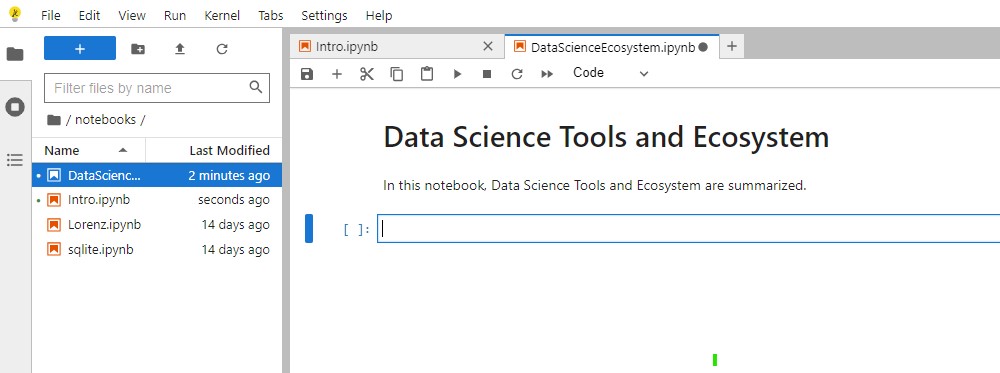 File Edit View Run Kernel Tabs Settings Help
+
Filter files by name
/ notebooks /
Name Last Modified
DataScienc... 2 minutes ago
Intro.ipynb seconds ago
Lorenz.ipynb 14 days ago
sqlite.ipynb 14 days ago
Intro.ipynb DataScienceEcosystem.ipynb
Code
Data Science Tools and Ecosystem
In this notebook, Data Science Tools and Ecosystem are summarized.
[ ]: